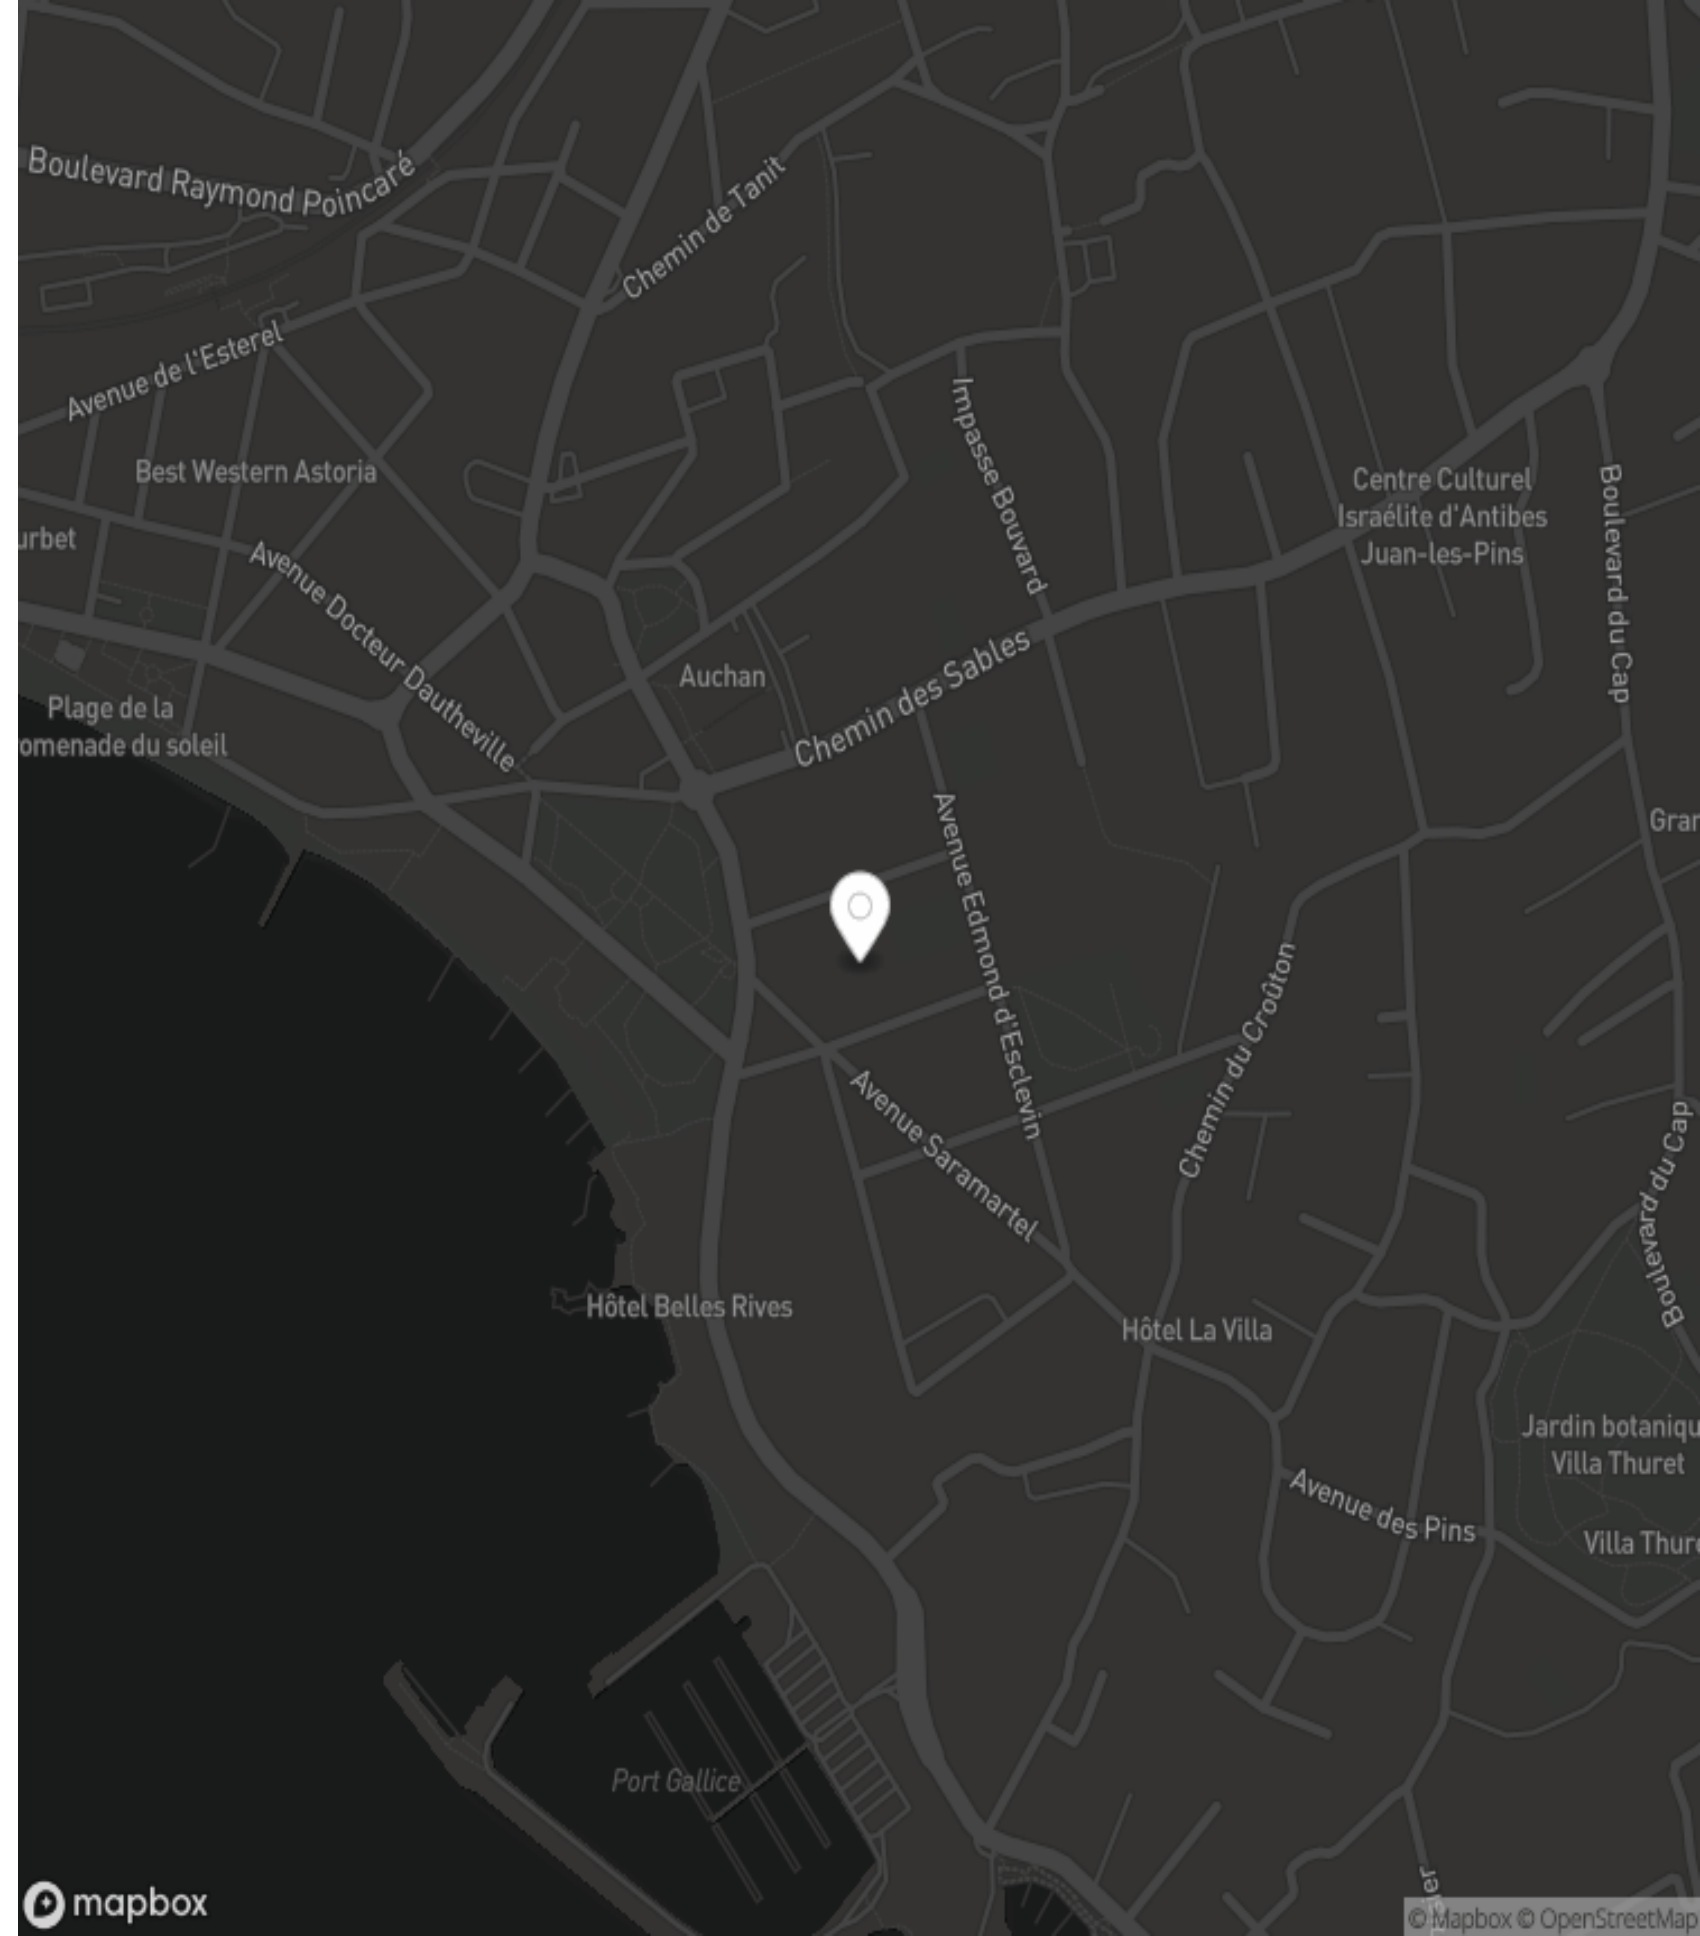 Boulevard Raymond Poincaré
Chemin de Tanit
Avenue de l'Esterel
Impasse Bouvard
Best Western Astoria
Centre Culturel
Israélite d'Antibes
Juan-les-Pins
Boulevard du Cap
urbet
Avenue Docteur Dautheville
Auchan
Chemin des Sables
Plage de la
omenade du soleil
Avenue Edmond d'Esclevin
Gran
Chemin du Croûton
Avenue Saramartel
Boulevard du Cap
Boulevard
Hôtel Belles Rives
Hôtel La Villa
Jardin botaniqu
Villa Thuret
Avenue des Pins
Villa Thure
Port Gallice
mapbox
© Mapbox © OpenStreetMap